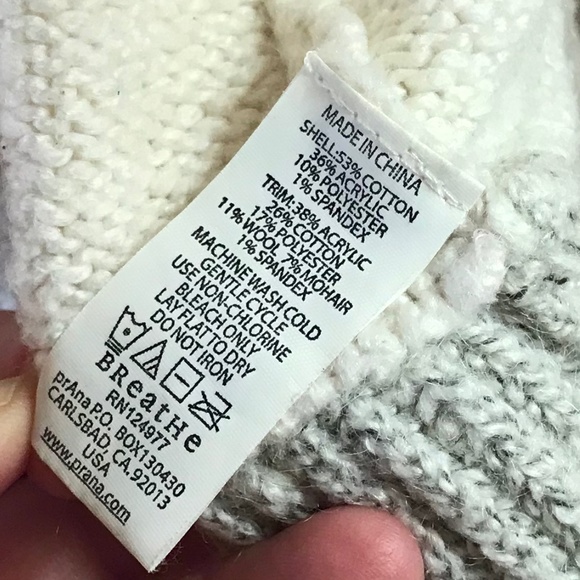 MADE IN CHINA
SHELL:53% COTTON
36% ACRYLIC
10% POLYESTER
1% SPANDEX
TRIM:38% ACRYLIC
26% COTTON
17% POLYESTER
11% WOOL 7% MOHAIR
1% SPANDEX
MACHINE WASH COLD
GENTLE CYCLE
USE NON-CHLORINE
BLEACH ONLY
LAY FLAT TO DRY
DO NOT IRON
BReatHe
RN124977
prAna P.O. BOX130430
CARLSBAD, CA. 92013
USA
www.prana.com